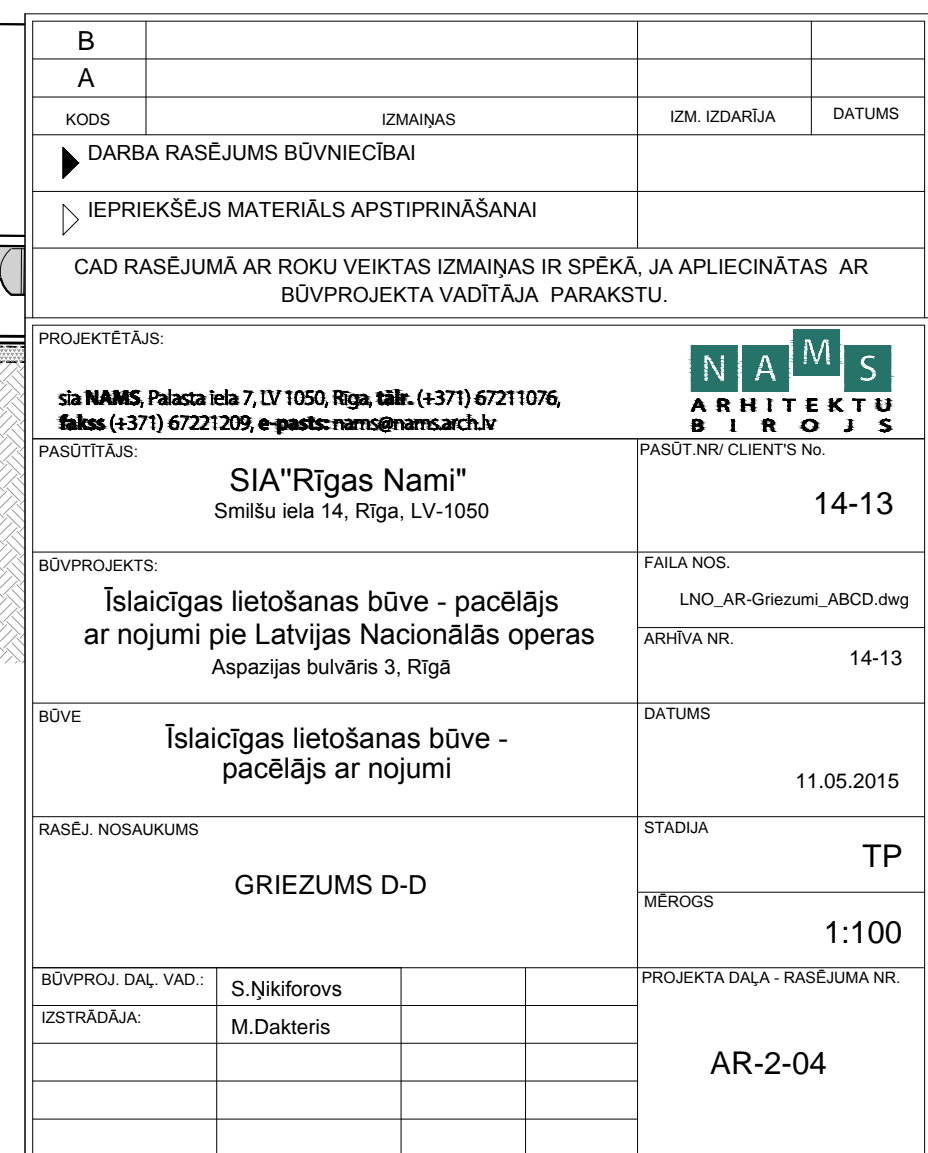 B
A
KODS IZMAIŅAS IZM. IZDARĪJA DATUMS
DARBA RASĒJUMS BŪVNIECĪBAI
IEPRIEKŠĒJS MATERIĀLS APSTIPRINĀŠANAI
CAD RASĒJUMĀ AR ROKU VEIKTAS IZMAIŅAS IR SPĒKĀ, JA APLIECINĀTAS AR
BŪVPROJEKTA VADĪTĀJA PARAKSTU.
PROJEKTĒTĀJS:
sia NAMS, Palasta iela 7, LV 1050, Rīga, tālr. (+371) 67211076,
fakss (+371) 67221209, e-pasts: nams@nams.arch.lv
NAMS
ARHITEKTU
BIROJS
PASŪTĪTĀJS:
SIA"Rīgas Nami"
Smilšu iela 14, Rīga, LV-1050
PASŪT.NR/ CLIENT'S No.
14-13
BŪVPROJEKTS:
Īslaicīgas lietošanas būve - pacēlājs
ar nojumi pie Latvijas Nacionālās operas
Aspazijas bulvāris 3, Rīgā
FAILA NOS.
LNO_AR-Griezumi_ABCD.dwg
ARHĪVA NR.
14-13
BŪVE
Īslaicīgas lietošanas būve -
pacēlājs ar nojumi
DATUMS
11.05.2015
RASĒJ. NOSAUKUMS
GRIEZUMS D-D
STADIJA
TP
MĒROGS
1:100
BŪVPROJ. DAĻ. VAD.: S.Ņikiforovs
IZSTRĀDĀJA: M.Dakteris
PROJEKTA DAĻA - RASĒJUMA NR.
AR-2-04